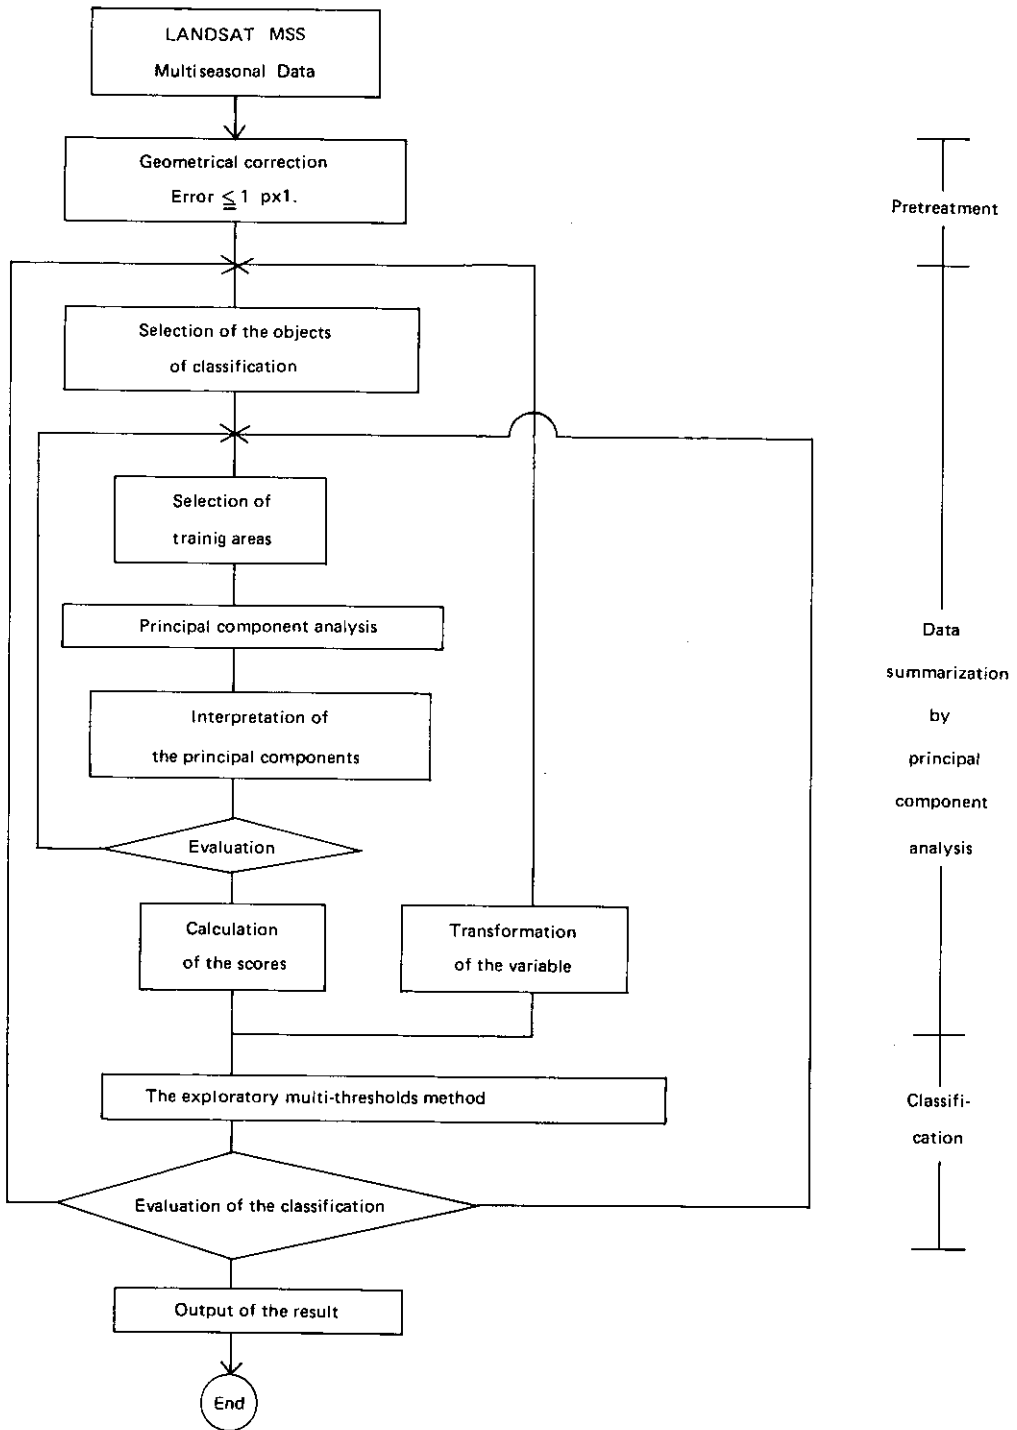 LANDSAT MSS
Multiseasonal Data
Geometrical correction
Error ≦ 1 px1.
Pretreatment
Selection of the objects
of classification
Selection of
trainig areas
Principal component analysis
Interpretation of
the principal components
Evaluation
Calculation
of the scores
Transformation
of the variable
Data
summarization
by
principal
component
analysis
The exploratory multi-thresholds method
Classifi-
cation
Evaluation of the classification
Output of the result
End